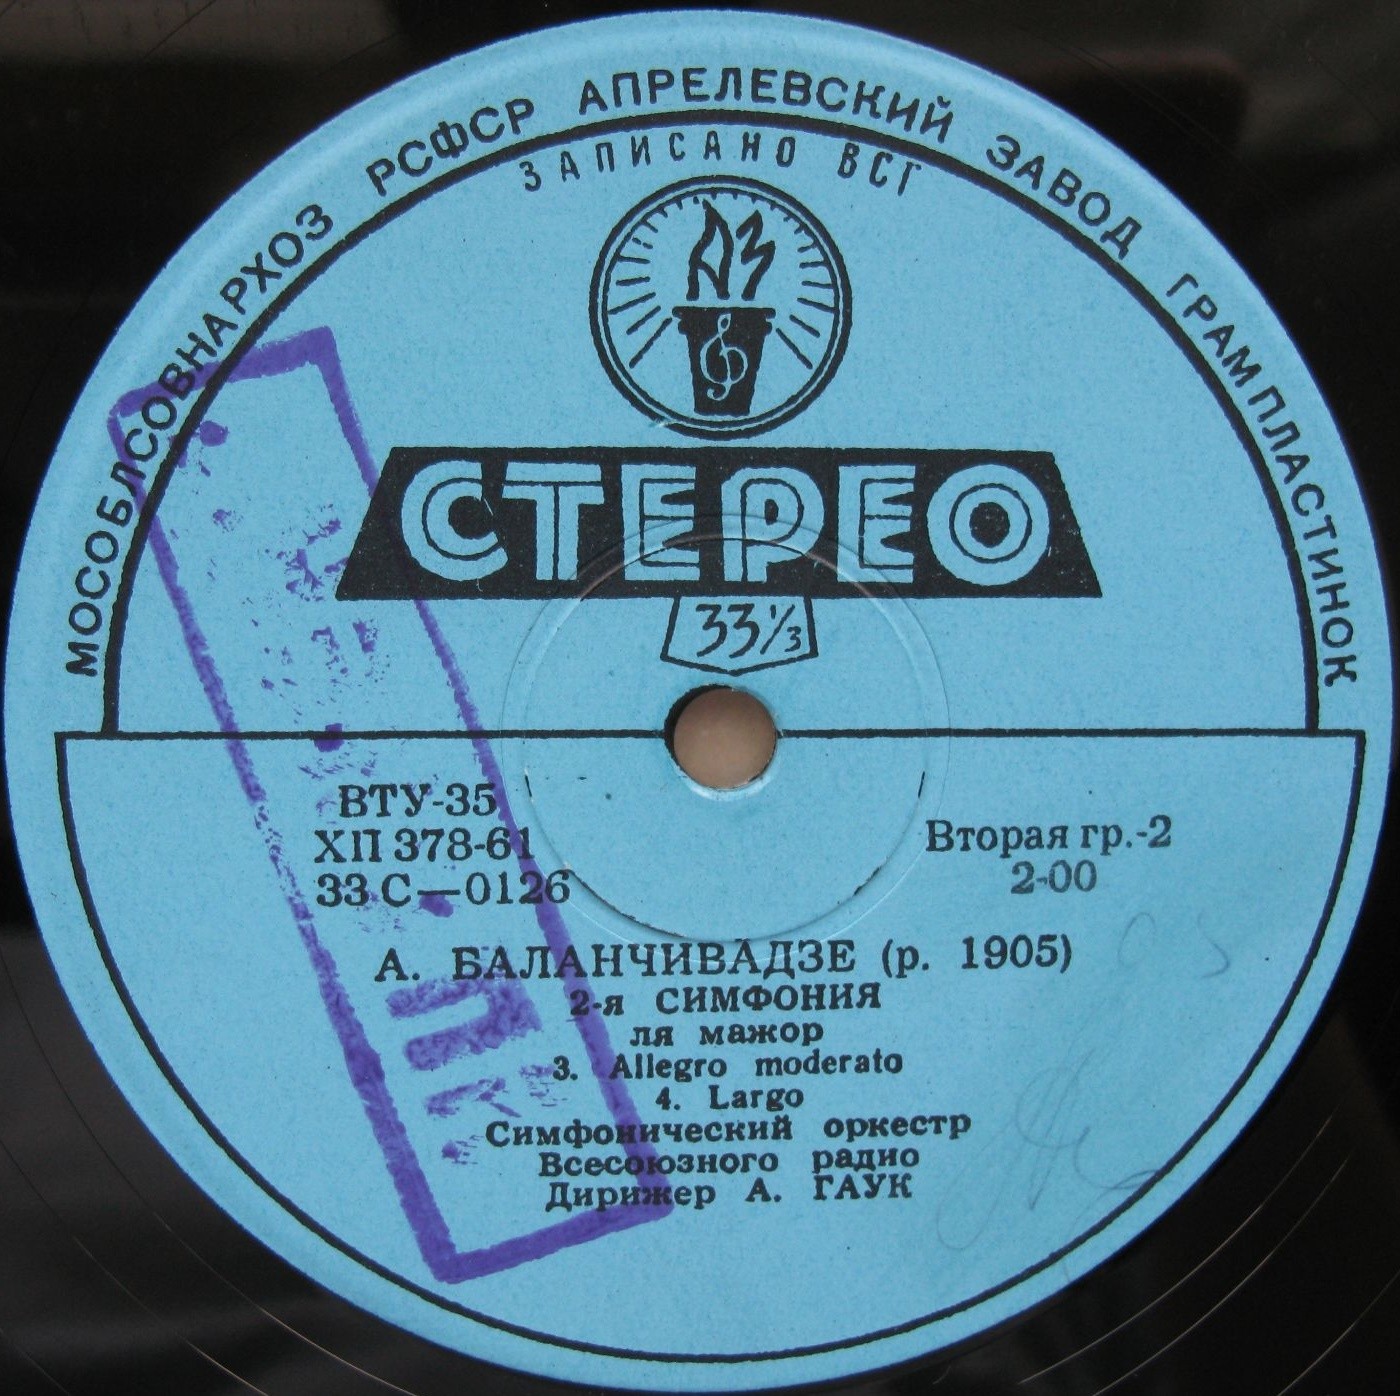 МОСОБЛСОВНАРХОЗ РСФСР АПРЕЛЕВСКИЙ ЗАВОД ГРАМПЛАСТИНОК
ЗАПИСАНО ВСГ
АЗ
СТЕРЕО
33⅓
ВТУ-35
ХП 378-61
33 С—0126
Вторая гр.-2
2-00
А. БАЛАНЧИВАДЗЕ (р. 1905)
2-я СИМФОНИЯ
ля мажор
3. Allegro moderato
4. Largo
Симфонический оркестр
Всесоюзного радио
Дирижер А. ГАУК